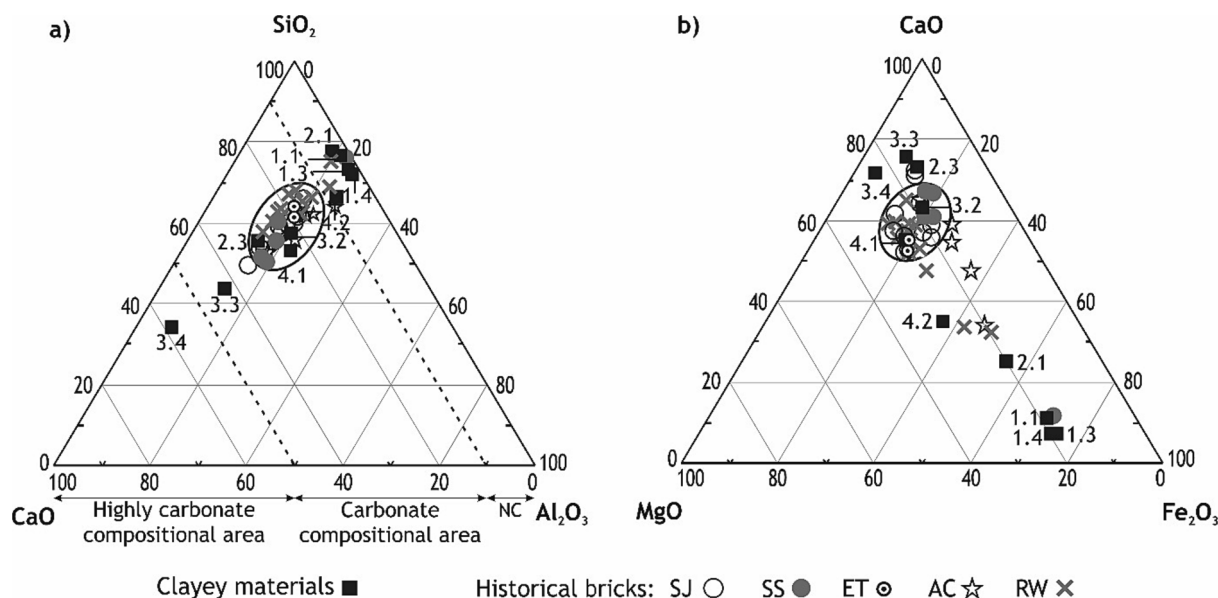 a)
SiO₂
100 0
80
2.1
20
1.1
1.3
1.4
60
4.2
40
2.3
3.2
4.1
40
3.3
60
3.4
20
80
0
100
100 80 60 40 20 0
CaO
Highly carbonate compositional area
Carbonate compositional area
NC
Al₂O₃
b)
CaO
100 0
3.3
80
20
2.3
3.4
3.2
60
40
4.1
40
60
4.2
2.1
20
80
1.1
1.4
1.3
0
100
100 80 60 40 20 0
MgO
Fe₂O₃
Clayey materials
Historical bricks: SJ SS ET AC RW